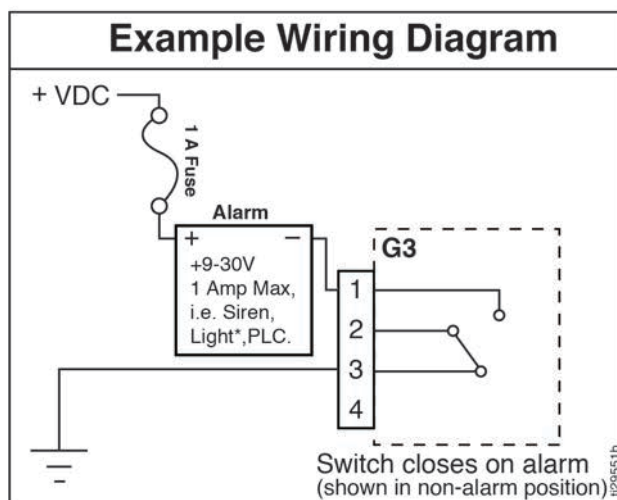 Example Wiring Diagram
+ VDC
1 A Fuse
Alarm
+ −
+9-30V
1 Amp Max,
i.e. Siren,
Light*,PLC.
G3
1
2
3
4
Switch closes on alarm
(shown in non-alarm position)
ti29551b